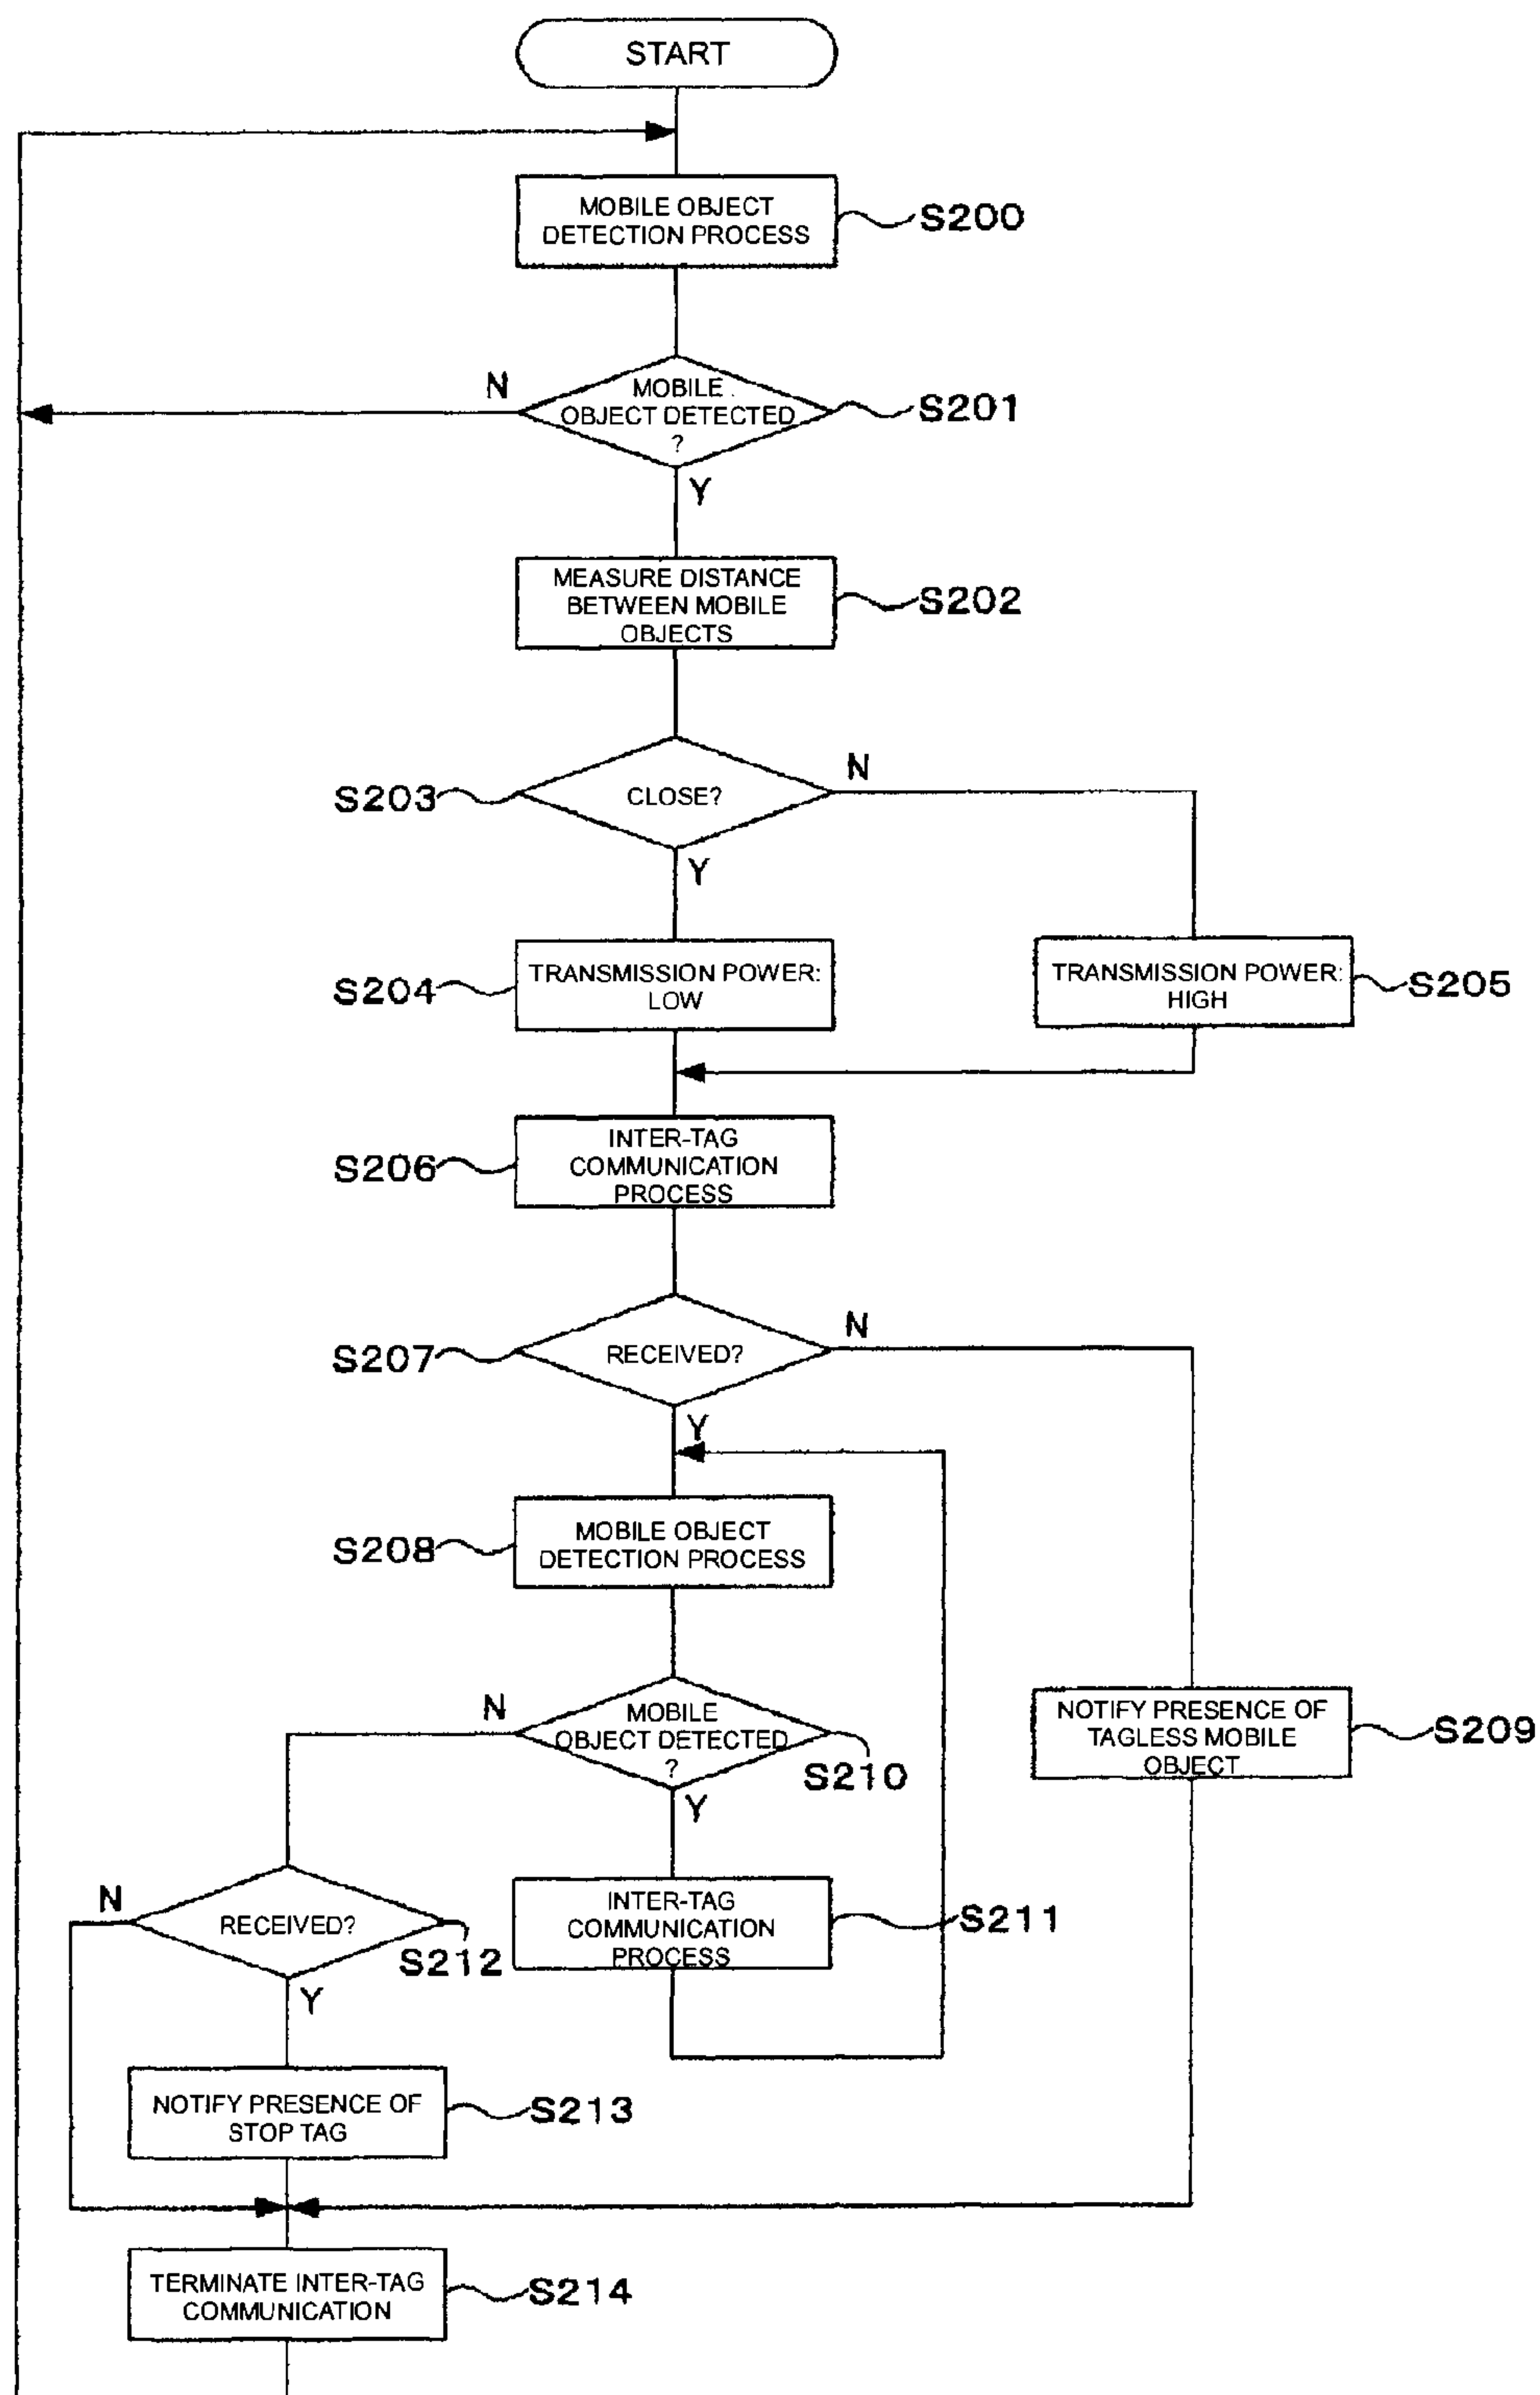 START
MOBILE OBJECT
DETECTION PROCESS
S200
N
MOBILE
OBJECT DETECTED
?
S201
Y
MEASURE DISTANCE
BETWEEN MOBILE
OBJECTS
S202
S203
CLOSE?
N
Y
S204
TRANSMISSION POWER:
LOW
TRANSMISSION POWER:
HIGH
S205
S206
INTER-TAG
COMMUNICATION
PROCESS
S207
RECEIVED?
N
Y
S208
MOBILE OBJECT
DETECTION PROCESS
N
MOBILE
OBJECT DETECTED
?
S210
Y
NOTIFY PRESENCE OF
TAGLESS MOBILE
OBJECT
S209
N
RECEIVED?
S212
Y
INTER-TAG
COMMUNICATION
PROCESS
S211
NOTIFY PRESENCE OF
STOP TAG
S213
TERMINATE INTER-TAG
COMMUNICATION
S214